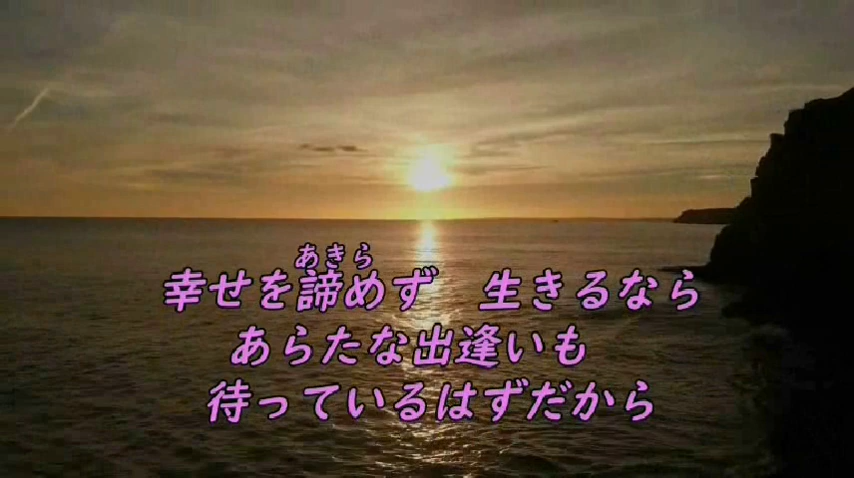 あきら
幸せを諦めず　生きるなら
あらたな出逢いも
待っているはずだから